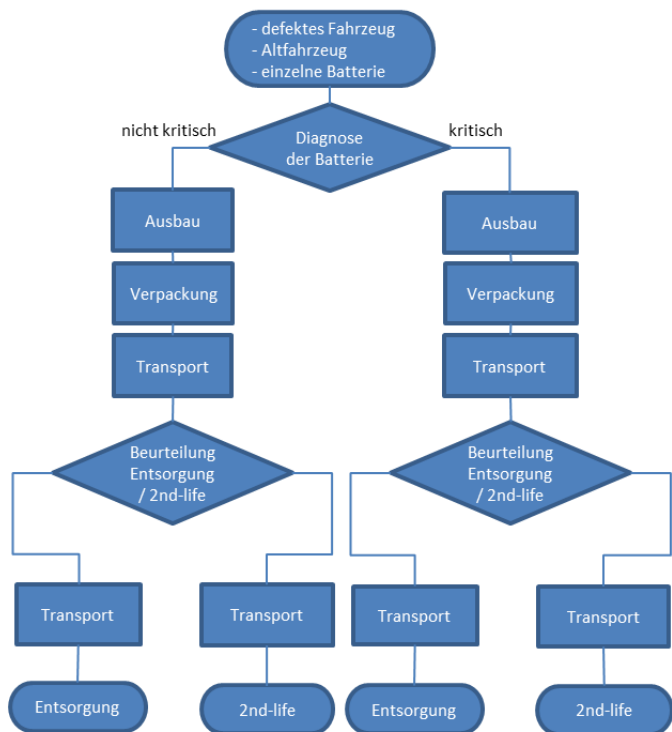 - defektes Fahrzeug
- Altfahrzeug
- einzelne Batterie
nicht kritisch
Diagnose
der Batterie
kritisch
Ausbau
Ausbau
Verpackung
Verpackung
Transport
Transport
Beurteilung
Entsorgung
/ 2nd-life
Beurteilung
Entsorgung
/ 2nd-life
Transport
Transport
Transport
Transport
Entsorgung
2nd-life
Entsorgung
2nd-life